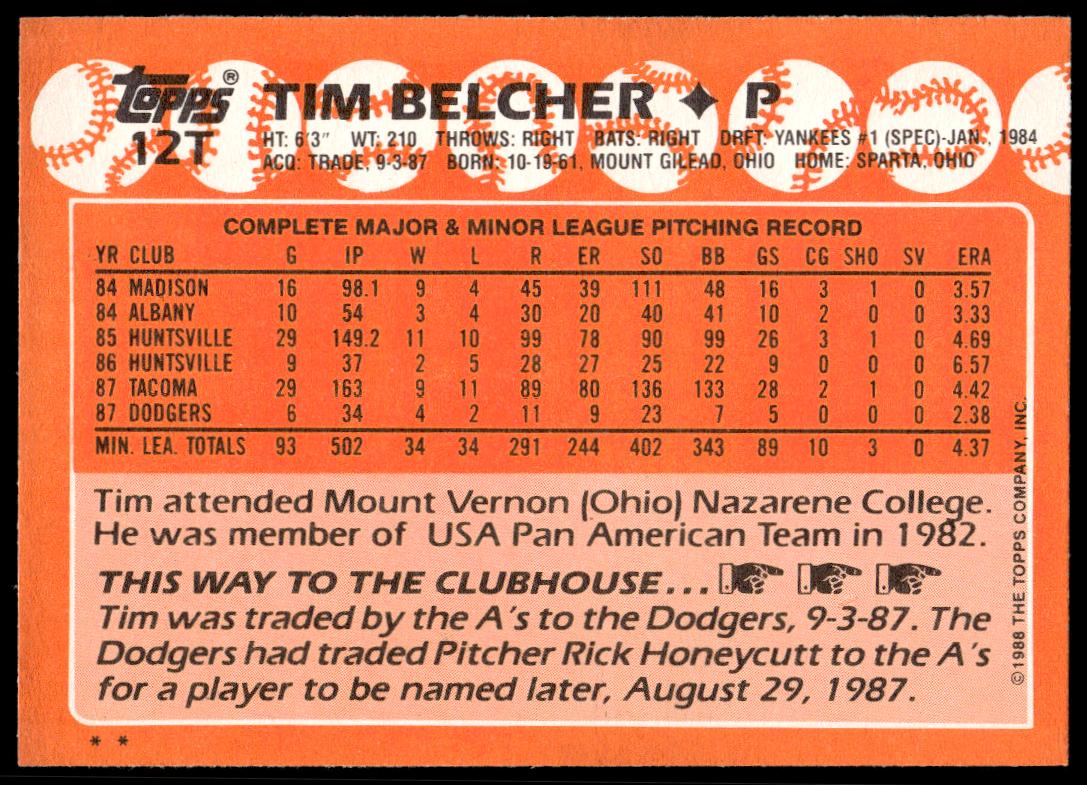 topps®
12T
TIM BELCHER ♦ P
HT: 6'3" WT: 210 THROWS: RIGHT BATS: RIGHT DRFT: YANKEES #1 (SPEC)-JAN., 1984
ACQ: TRADE, 9-3-87 BORN: 10-19-61, MOUNT GILEAD, OHIO HOME: SPARTA, OHIO
COMPLETE MAJOR & MINOR LEAGUE PITCHING RECORD
YR CLUB G IP W L R ER SO BB GS CG SHO SV ERA
84 MADISON 16 98.1 9 4 45 39 111 48 16 3 1 0 3.57
84 ALBANY 10 54 3 4 30 20 40 41 10 2 0 0 3.33
85 HUNTSVILLE 29 149.2 11 10 99 78 90 99 26 3 1 0 4.69
86 HUNTSVILLE 9 37 2 5 28 27 25 22 9 0 0 0 6.57
87 TACOMA 29 163 9 11 89 80 136 133 28 2 1 0 4.42
87 DODGERS 6 34 4 2 11 9 23 7 5 0 0 0 2.38
MIN. LEA. TOTALS 93 502 34 34 291 244 402 343 89 10 3 0 4.37
Tim attended Mount Vernon (Ohio) Nazarene College.
He was member of USA Pan American Team in 1982.
THIS WAY TO THE CLUBHOUSE...
Tim was traded by the A's to the Dodgers, 9-3-87. The
Dodgers had traded Pitcher Rick Honeycutt to the A's
for a player to be named later, August 29, 1987.
©1988 THE TOPPS COMPANY, INC.
* *